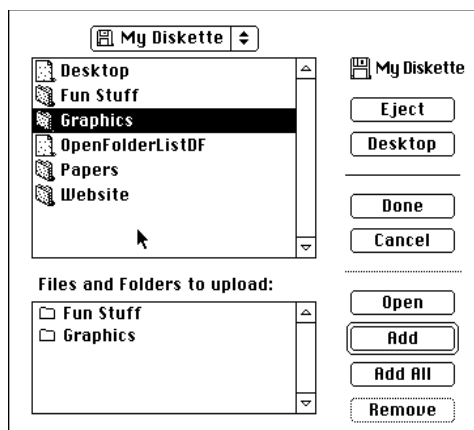 My Diskette
Desktop
Fun Stuff
Graphics
OpenFolderListDF
Papers
Website
My Diskette
Eject
Desktop
Done
Cancel
Files and Folders to upload:
Fun Stuff
Graphics
Open
Add
Add All
Remove